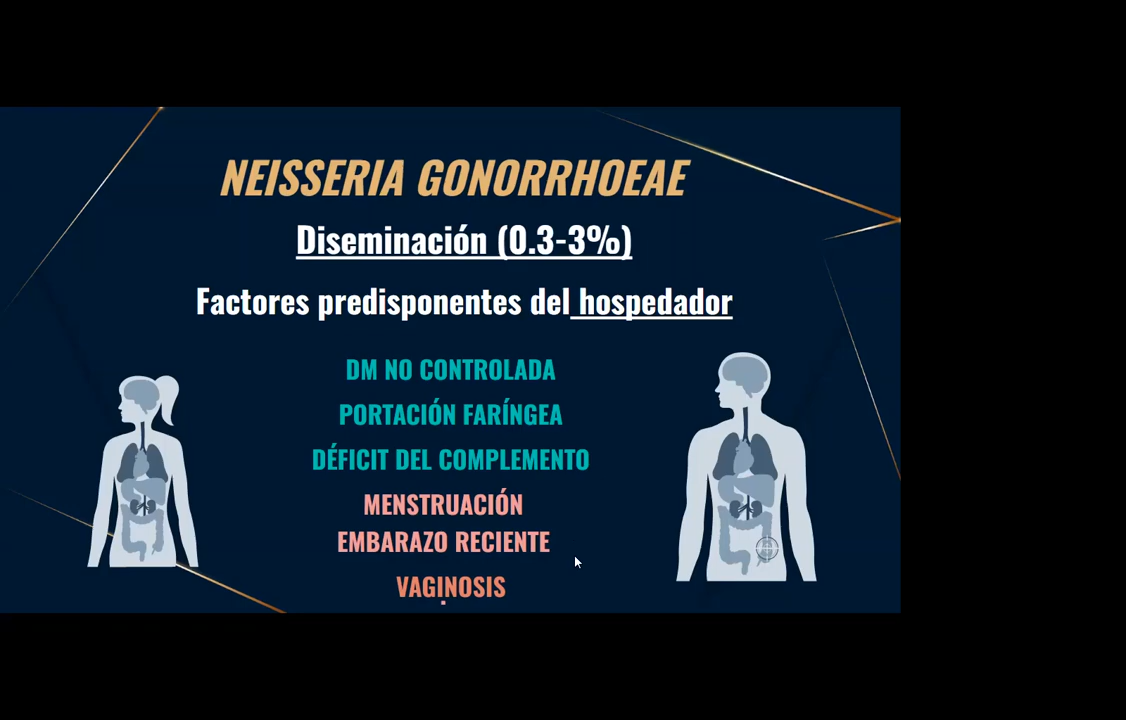 NEISSERIA GONORRHOEAE
Diseminación (0.3-3%)
Factores predisponentes del hospedador
DM NO CONTROLADA
PORTACIÓN FARÍNGEA
DÉFICIT DEL COMPLEMENTO
MENSTRUACIÓN
EMBARAZO RECIENTE
VAGINOSIS